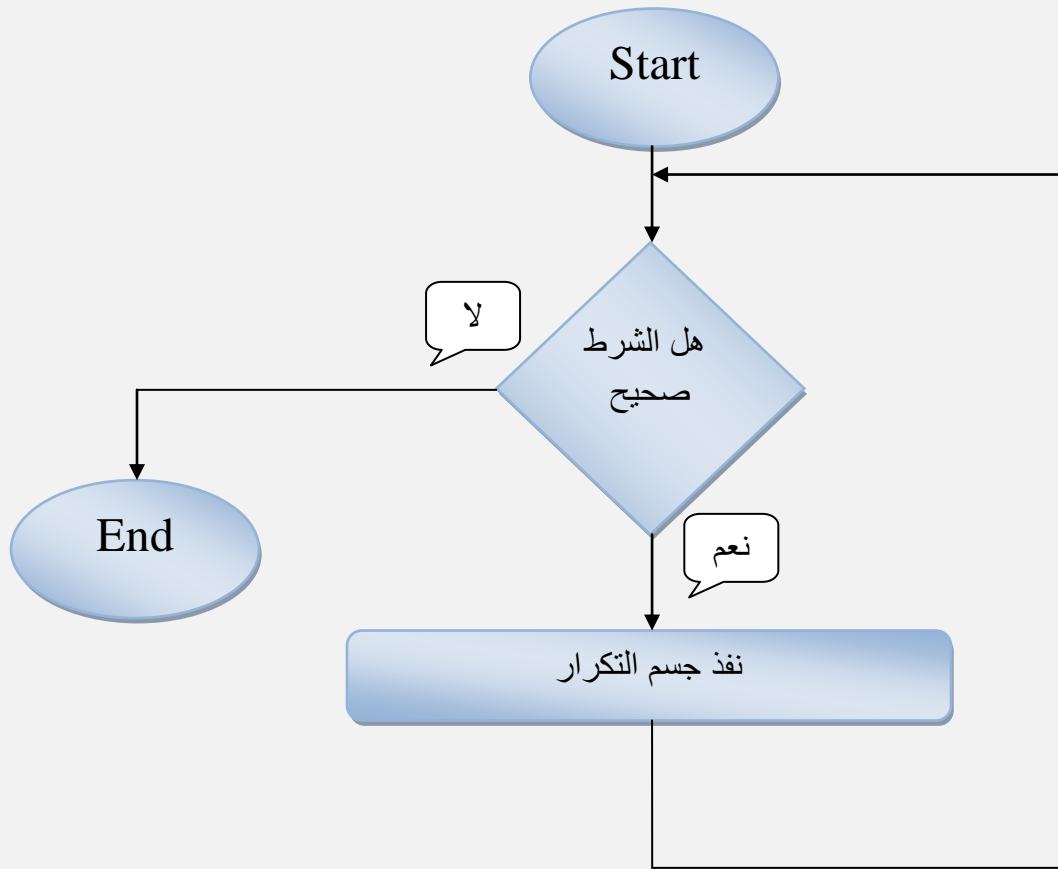 Start
لا
هل الشرط
صحيح
End
نعم
نفذ جسم التكرار